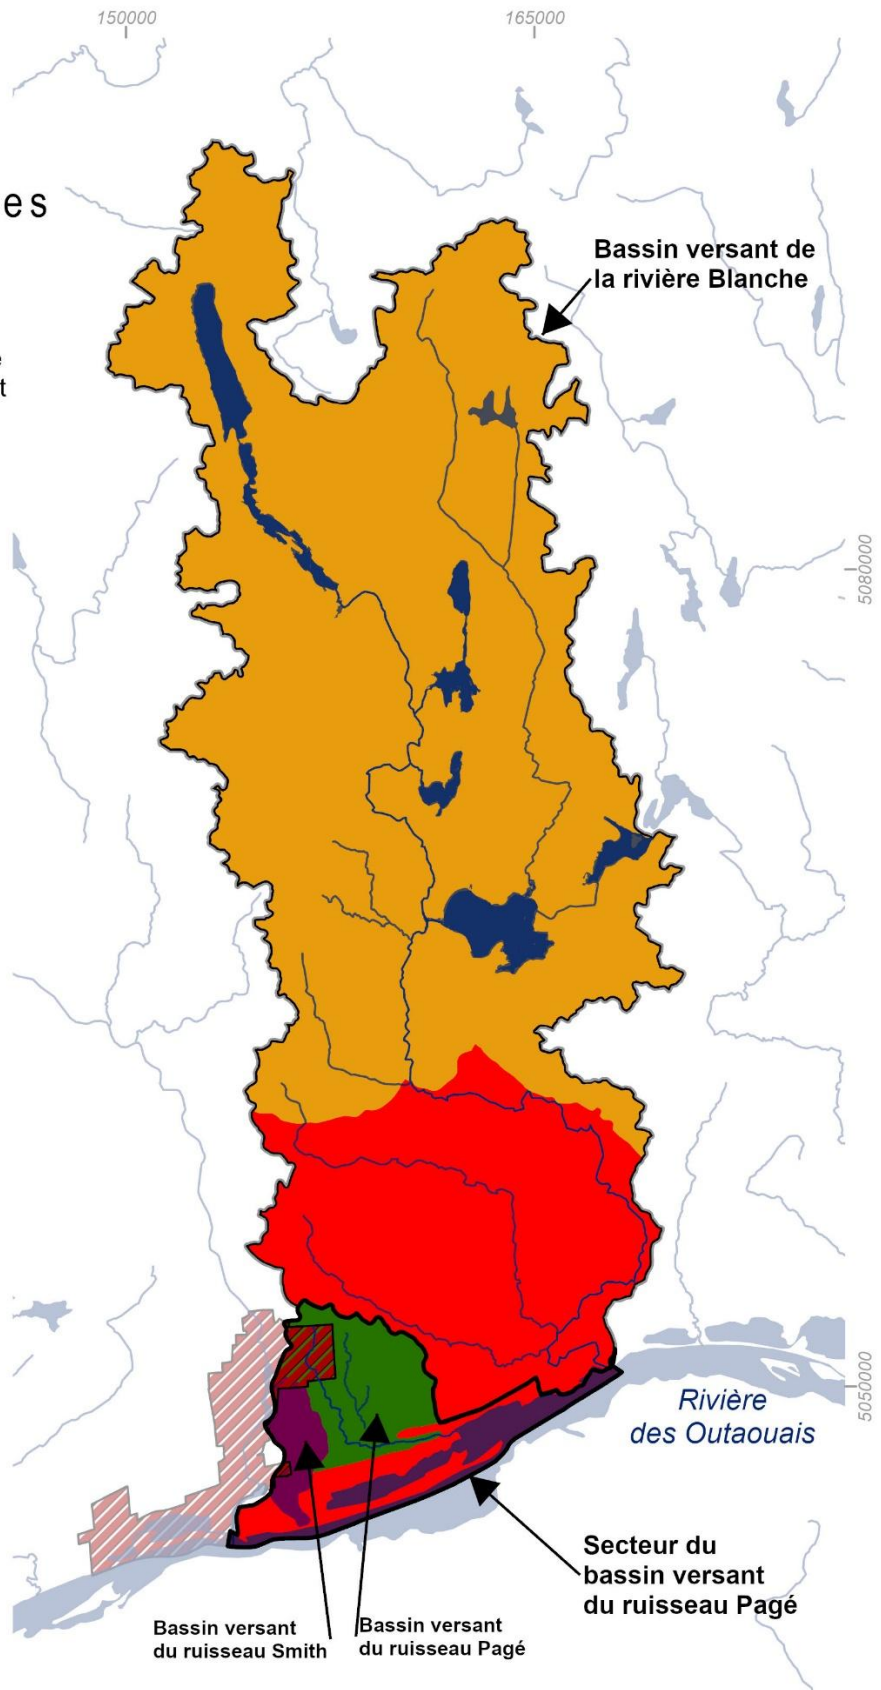 150000
165000
es
Bassin versant de
la rivière Blanche
e
t
5080000
5050000
Rivière
des Outaouais
Secteur du
bassin versant
du ruisseau Pagé
Bassin versant
du ruisseau Smith
Bassin versant
du ruisseau Pagé